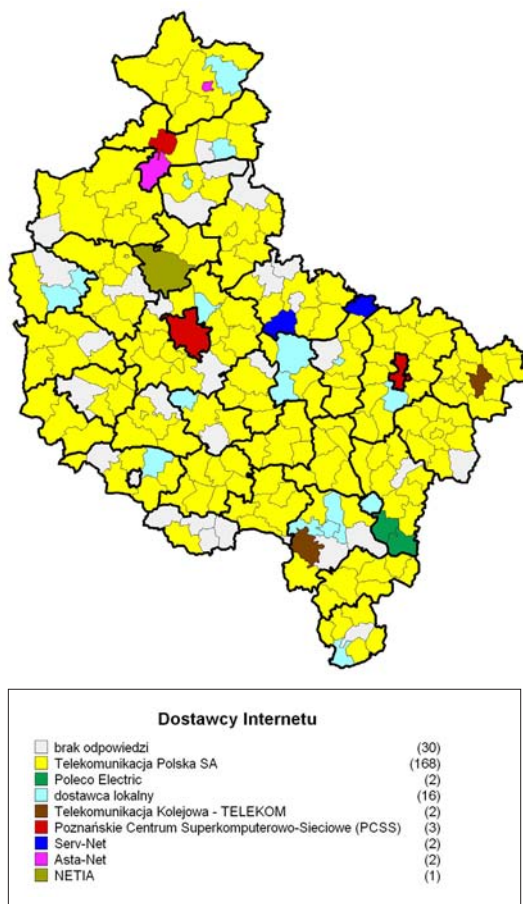 Dostawcy Internetu
brak odpowiedzi (30)
Telekomunikacja Polska SA (168)
Poleco Electric (2)
dostawca lokalny (16)
Telekomunikacja Kolejowa - TELEKOM (2)
Poznańskie Centrum Superkomputerowo-Sieciowe (PCSS) (3)
Serv-Net (2)
Asta-Net (2)
NETIA (1)